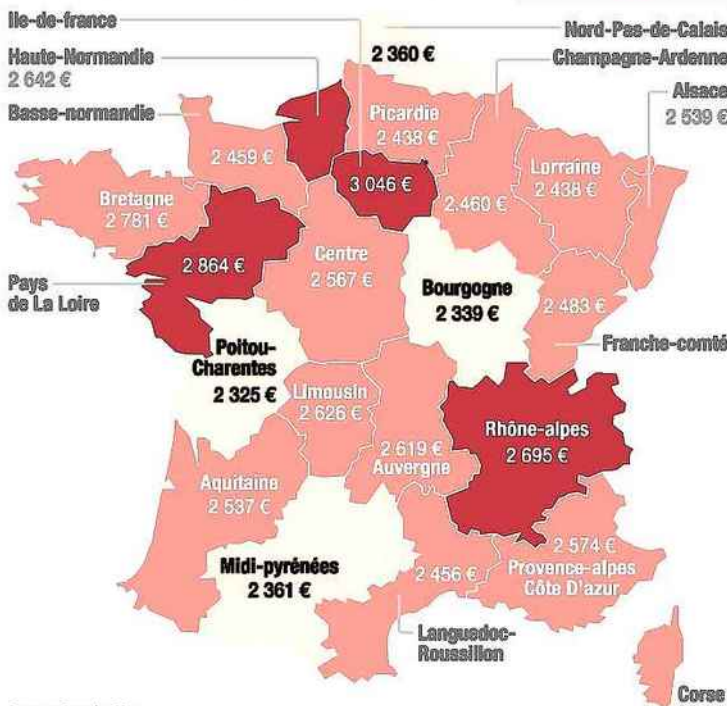 Ile-de-france
Nord-Pas-de-Calais
2 360 €
Haute-Normandie
2 642 €
Champagne-Ardenne
Basse-normandie
Alsace
2 539 €
Picardie
2 438 €
2 459 €
Lorraine
2 438 €
3 046 €
2.460 €
Bretagne
2 781 €
2 864 €
Centre
2 567 €
Pays
de La Loire
Bourgogne
2 339 €
2 483 €
Franche-comté
Poitou-
Charentes
2 325 €
Limousin
2 626 €
2 619 €
Auvergne
Rhône-alpes
2 695 €
Aquitaine
2 537 €
2 574 €
Provence-alpes
Côte D'azur
Midi-pyrénées
2 361 €
2 456 €
Languedoc-
Roussillon
Corse